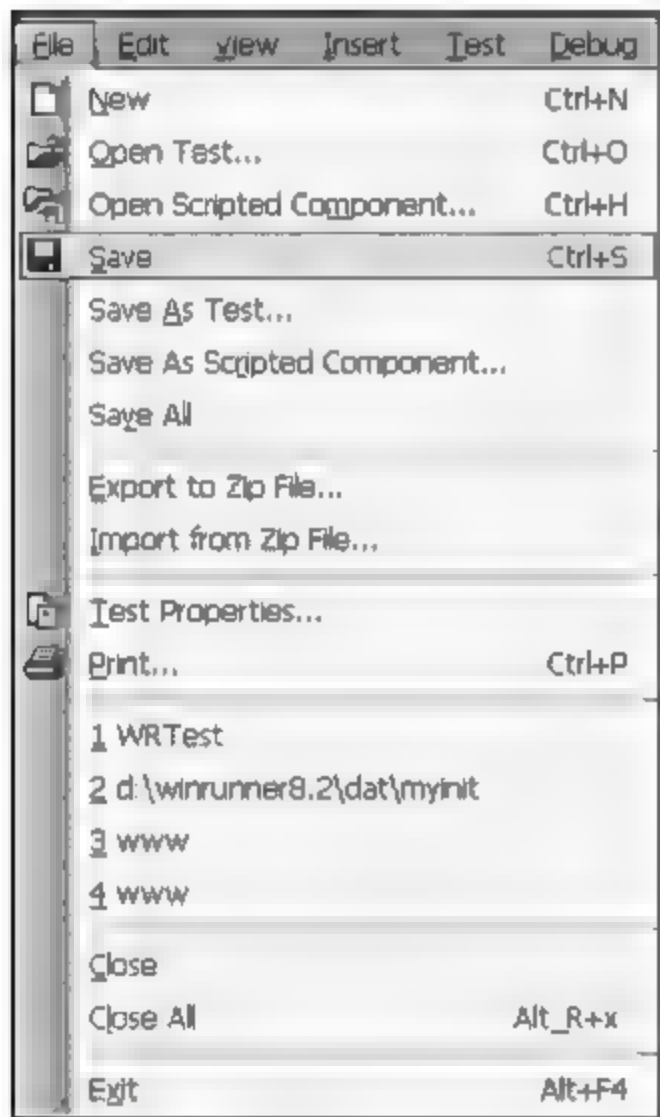 File Edit View Insert Test Debug
New Ctrl+N
Open Test... Ctrl+O
Open Scripted Component... Ctrl+H
Save Ctrl+S
Save As Test...
Save As Scripted Component...
Save All
Export to Zip File...
Import from Zip File...
Test Properties...
Print... Ctrl+P
1 WRTest
2 d:\winrunner8.2\dat\myinit
3 www
4 www
Close
Close All Alt_R+x
Exit Alt+F4